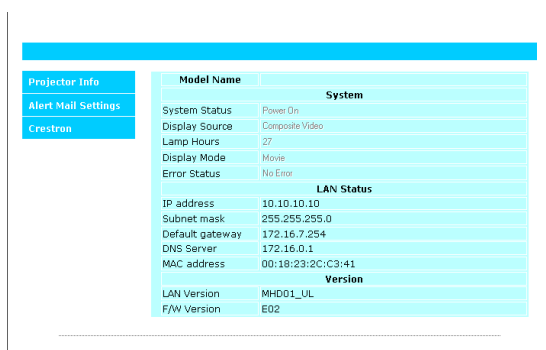 Projector Info
Alert Mail Settings
Crestron
Model Name
System
System Status Power On
Display Source Composite Video
Lamp Hours 27
Display Mode Movie
Error Status No Error
LAN Status
IP address 10.10.10.10
Subnet mask 255.255.255.0
Default gateway 172.16.7.254
DNS Server 172.16.0.1
MAC address 00:18:23:2C:C3:41
Version
LAN Version MHD01_UL
F/W Version E02